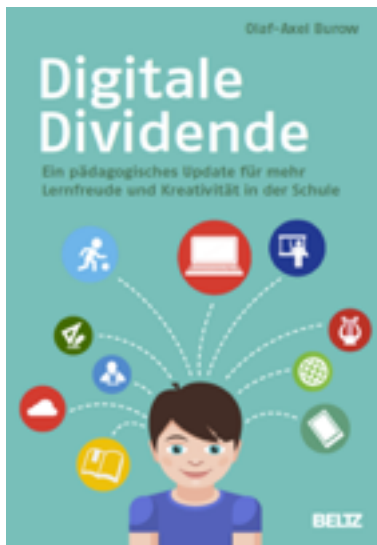 Olaf-Axel Burow
Digitale
Dividende
Ein pädagogisches Update für mehr
Lernfreude und Kreativität in der Schule
BELTZ